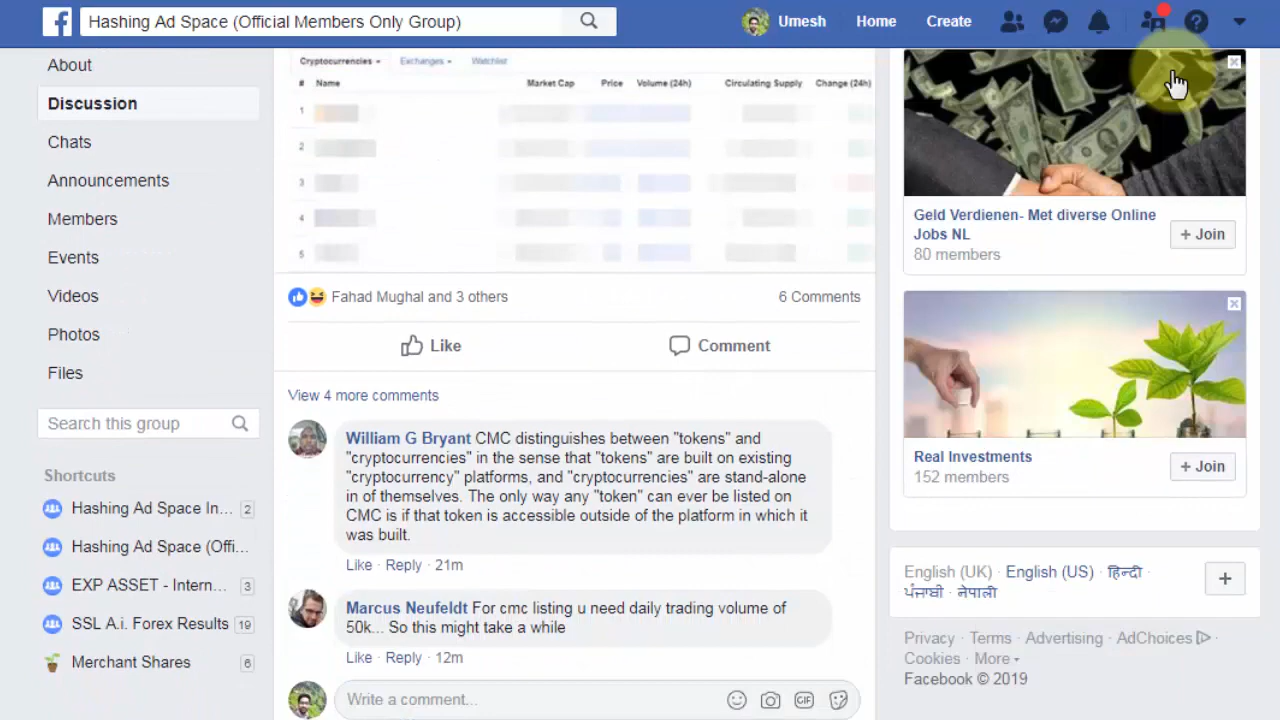 Hashing Ad Space (Official Members Only Group)
Umesh
Home
Create
About
Discussion
Chats
Announcements
Members
Events
Videos
Photos
Files
Search this group
Shortcuts
Hashing Ad Space In... 2
Hashing Ad Space (Offi...
EXP ASSET - Intern... 3
SSL A.i. Forex Results 19
Merchant Shares 6
Cryptocurrencies Exchanges Watchlist
# Name Market Cap Price Volume (24h) Circulating Supply Change (24h)
1
2
3
4
5
Fahad Mughal and 3 others 6 Comments
Like Comment
View 4 more comments
William G Bryant CMC distinguishes between "tokens" and
"cryptocurrencies" in the sense that "tokens" are built on existing
"cryptocurrency" platforms, and "cryptocurrencies" are stand-alone
in of themselves. The only way any "token" can ever be listed on
CMC is if that token is accessible outside of the platform in which it
was built.
Like · Reply · 21m
Marcus Neufeldt For cmc listing u need daily trading volume of
50k... So this might take a while
Like · Reply · 12m
Write a comment...
GIF
Geld Verdienen- Met diverse Online
Jobs NL
80 members
+ Join
Real Investments
152 members
+ Join
English (UK) · English (US) · हिन्दी ·
ਪੰਜਾਬੀ · नेपाली
Privacy · Terms · Advertising · AdChoices ·
Cookies · More
Facebook © 2019